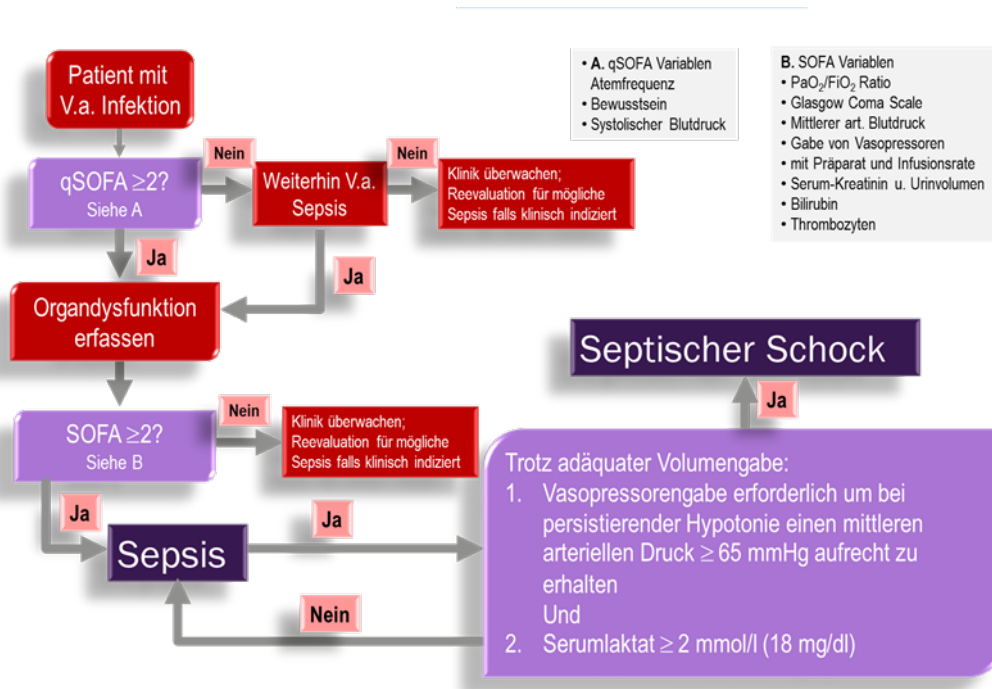 Patient mit
V.a. Infektion
• A. qSOFA Variablen
Atemfrequenz
• Bewusstsein
• Systolischer Blutdruck
B. SOFA Variablen
• PaO₂/FiO₂ Ratio
• Glasgow Coma Scale
• Mittlerer art. Blutdruck
• Gabe von Vasopressoren
• mit Präparat und Infusionsrate
• Serum-Kreatinin u. Urinvolumen
• Bilirubin
• Thrombozyten
qSOFA ≥2?
Siehe A
Nein
Weiterhin V.a.
Sepsis
Nein
Klinik überwachen;
Reevaluation für mögliche
Sepsis falls klinisch indiziert
Ja
Ja
Organdysfunktion
erfassen
SOFA ≥2?
Siehe B
Nein
Klinik überwachen;
Reevaluation für mögliche
Sepsis falls klinisch indiziert
Ja
Sepsis
Ja
Nein
Trotz adäquater Volumengabe:
1. Vasopressorengabe erforderlich um bei
persistierender Hypotonie einen mittleren
arteriellen Druck ≥ 65 mmHg aufrecht zu
erhalten
Und
2. Serumlaktat ≥ 2 mmol/l (18 mg/dl)
Ja
Septischer Schock